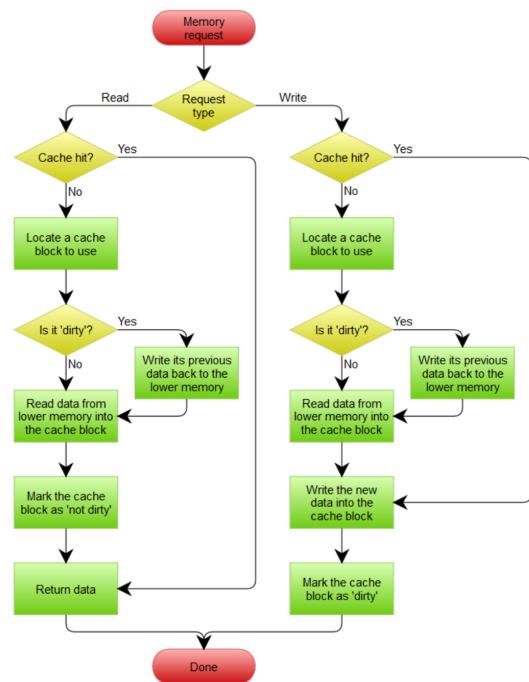 Memory
request
Request
type
Read
Write
Cache hit?
Yes
No
Locate a cache
block to use
Is it 'dirty'?
Yes
No
Write its previous
data back to the
lower memory
Read data from
lower memory into
the cache block
Mark the cache
block as 'not dirty'
Return data
Cache hit?
Yes
No
Locate a cache
block to use
Is it 'dirty'?
Yes
No
Write its previous
data back to the
lower memory
Read data from
lower memory into
the cache block
Write the new
data into the
cache block
Mark the cache
block as 'dirty'
Done